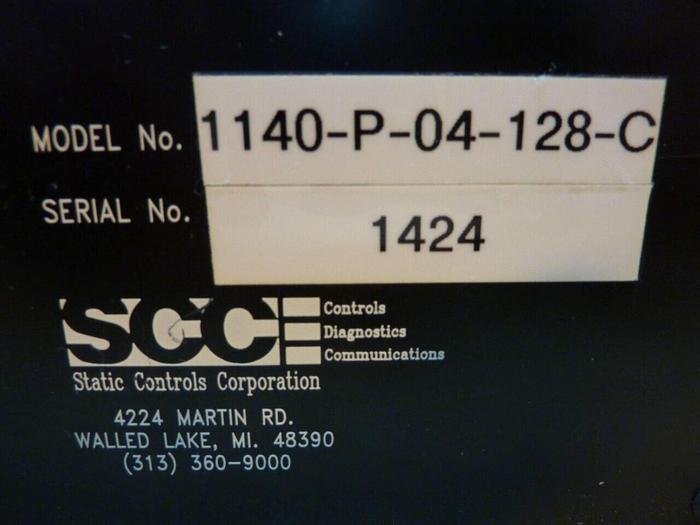 MODEL No. 1140-P-04-128-C
SERIAL No. 1424
SCC
Controls
Diagnostics
Communications
Static Controls Corporation
4224 MARTIN RD.
WALLED LAKE, MI. 48390
(313) 360-9000